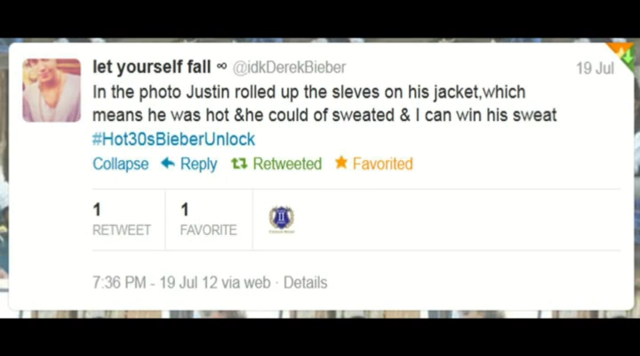 let yourself fall ∞ @idkDerekBieber 19 Jul
In the photo Justin rolled up the sleves on his jacket,which
means he was hot &he could of sweated & I can win his sweat
#Hot30sBieberUnlock
Collapse Reply Retweeted Favorited
1 1
RETWEET FAVORITE
7:36 PM - 19 Jul 12 via web · Details